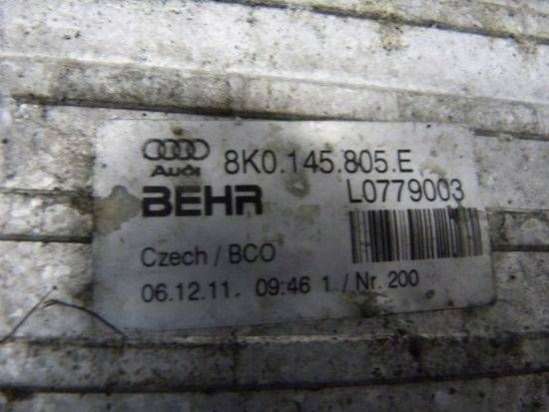 Audi 8K0.145.805.E
BEHR L0779003
Czech / BCO
06.12.11. 09:46 1 / Nr. 200